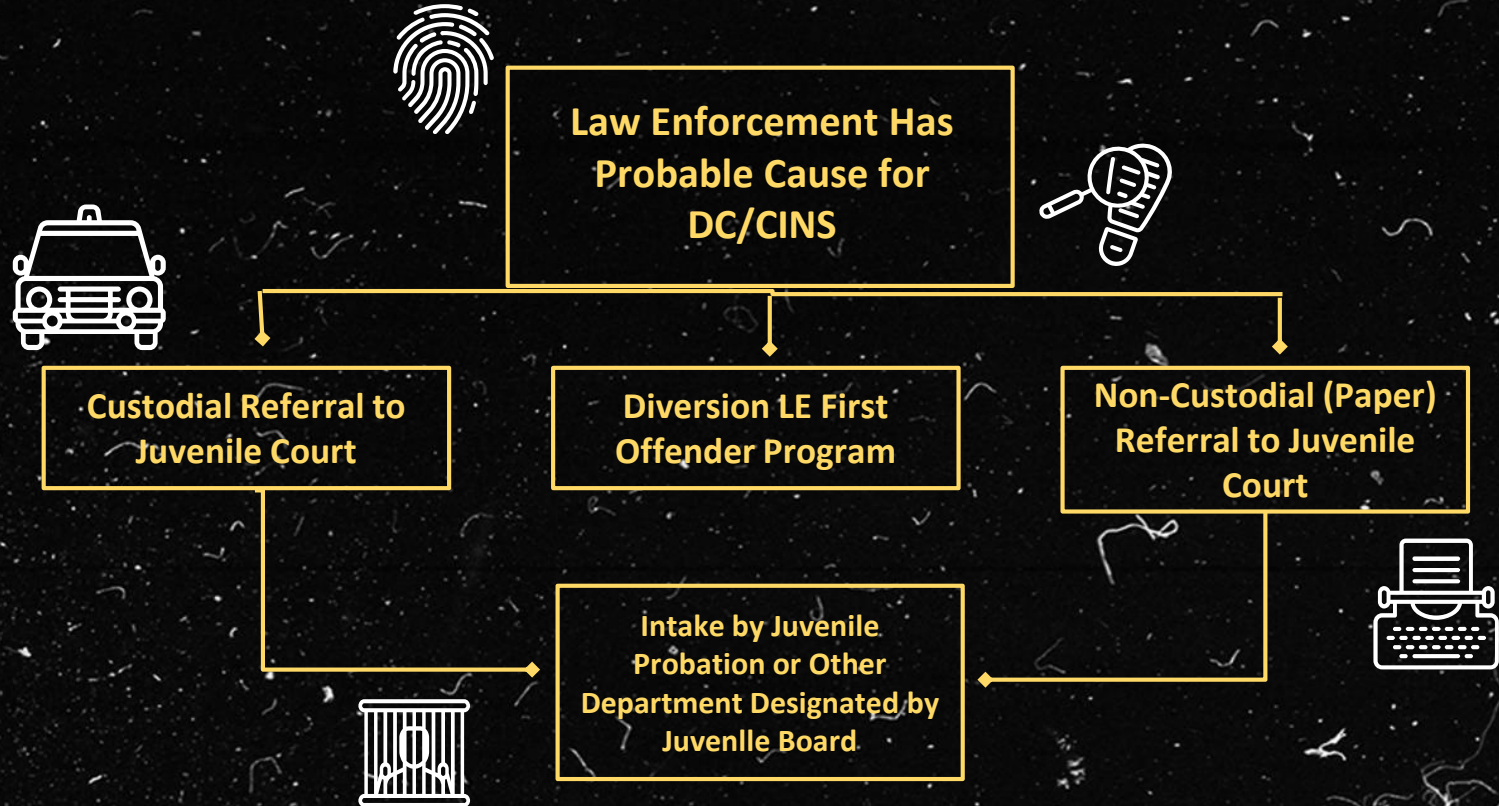 Law Enforcement Has
Probable Cause for
DC/CINS
Custodial Referral to
Juvenile Court
Diversion LE First
Offender Program
Non-Custodial (Paper)
Referral to Juvenile
Court
Intake by Juvenile
Probation or Other
Department Designated by
Juvenlle Board